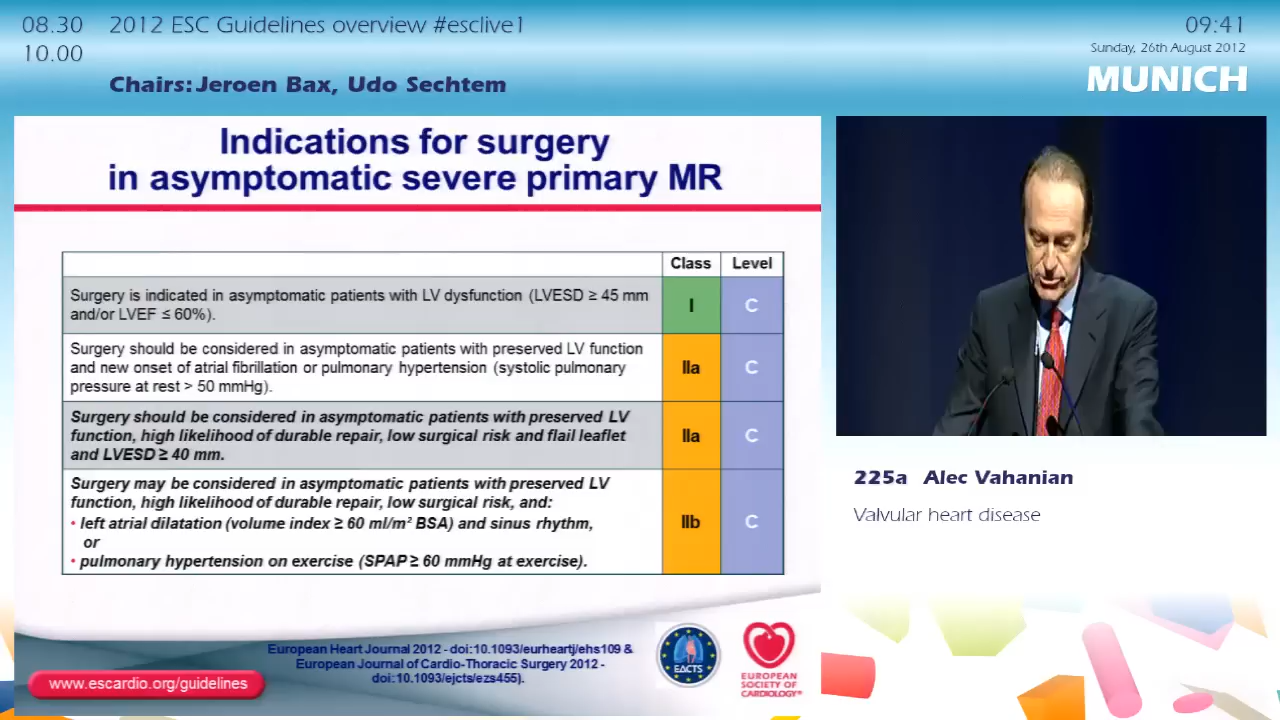 08.30
10.00
2012 ESC Guidelines overview #esclive1
Chairs: Jeroen Bax, Udo Sechtem
09:41
Sunday, 26th August 2012
MUNICH
Indications for surgery
in asymptomatic severe primary MR
Class Level
Surgery is indicated in asymptomatic patients with LV dysfunction (LVESD ≥ 45 mm
and/or LVEF ≤ 60%).
I C
Surgery should be considered in asymptomatic patients with preserved LV function
and new onset of atrial fibrillation or pulmonary hypertension (systolic pulmonary
pressure at rest > 50 mmHg).
IIa C
Surgery should be considered in asymptomatic patients with preserved LV
function, high likelihood of durable repair, low surgical risk and flail leaflet
and LVESD ≥ 40 mm.
IIa C
Surgery may be considered in asymptomatic patients with preserved LV
function, high likelihood of durable repair, low surgical risk, and:
• left atrial dilatation (volume index ≥ 60 ml/m² BSA) and sinus rhythm,
or
• pulmonary hypertension on exercise (SPAP ≥ 60 mmHg at exercise).
IIb C
www.escardio.org/guidelines
European Heart Journal 2012 - doi:10.1093/eurheartj/ehs109 &
European Journal of Cardio-Thoracic Surgery 2012 -
doi:10.1093/ejcts/ezs455).
EACTS
EUROPEAN
SOCIETY OF
CARDIOLOGY®
225a Alec Vahanian
Valvular heart disease